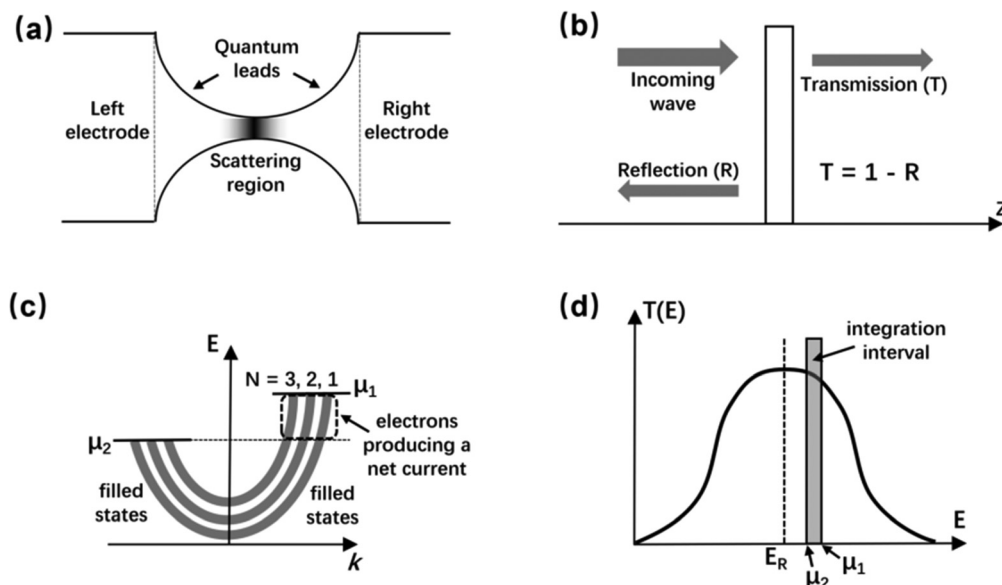 (a)
Quantum
leads
Left
electrode
Right
electrode
Scattering
region
(b)
Incoming
wave
Transmission (T)
Reflection (R)
T = 1 - R
Z
(c)
E
N = 3, 2, 1
μ1
μ2
electrons
producing a
net current
filled
states
filled
states
k
(d)
T(E)
integration
interval
E
ER
μ2
μ1